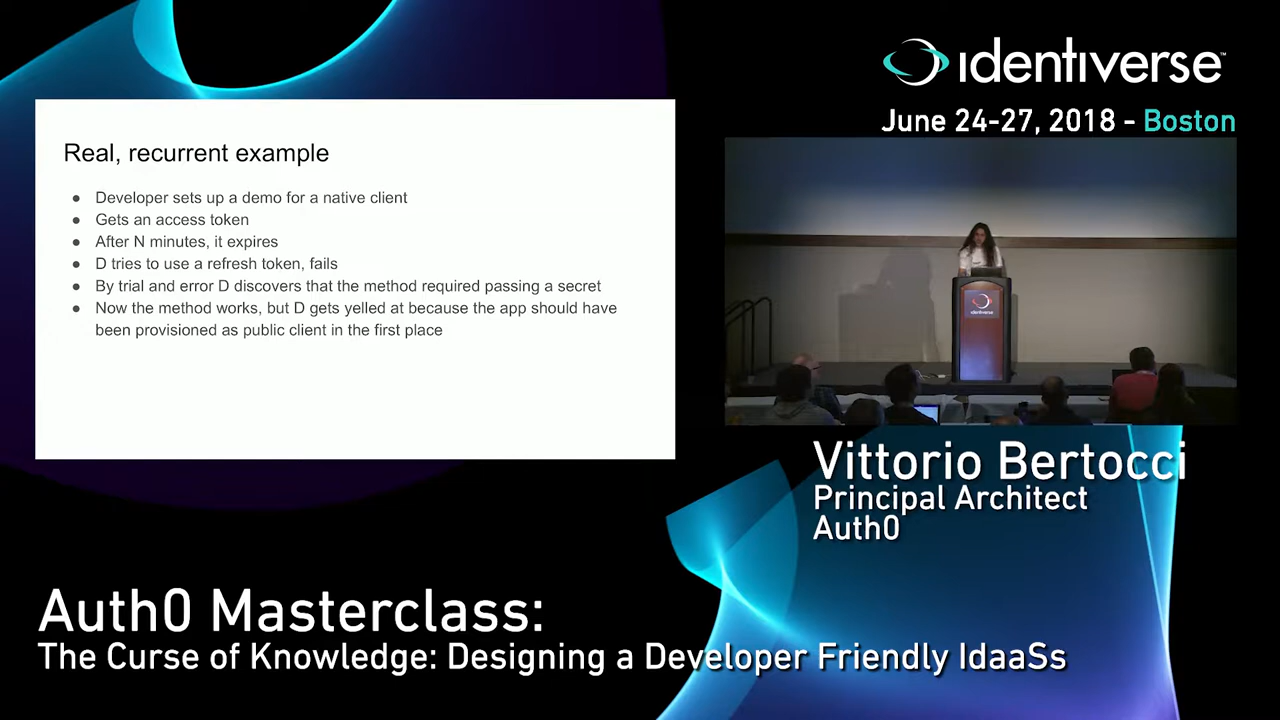 identiverse™
June 24-27, 2018 - Boston
Real, recurrent example
● Developer sets up a demo for a native client
● Gets an access token
● After N minutes, it expires
● D tries to use a refresh token, fails
● By trial and error D discovers that the method required passing a secret
● Now the method works, but D gets yelled at because the app should have
been provisioned as public client in the first place
identiverse
Vittorio Bertocci
Principal Architect
Auth0
Auth0 Masterclass:
The Curse of Knowledge: Designing a Developer Friendly IdaaSs